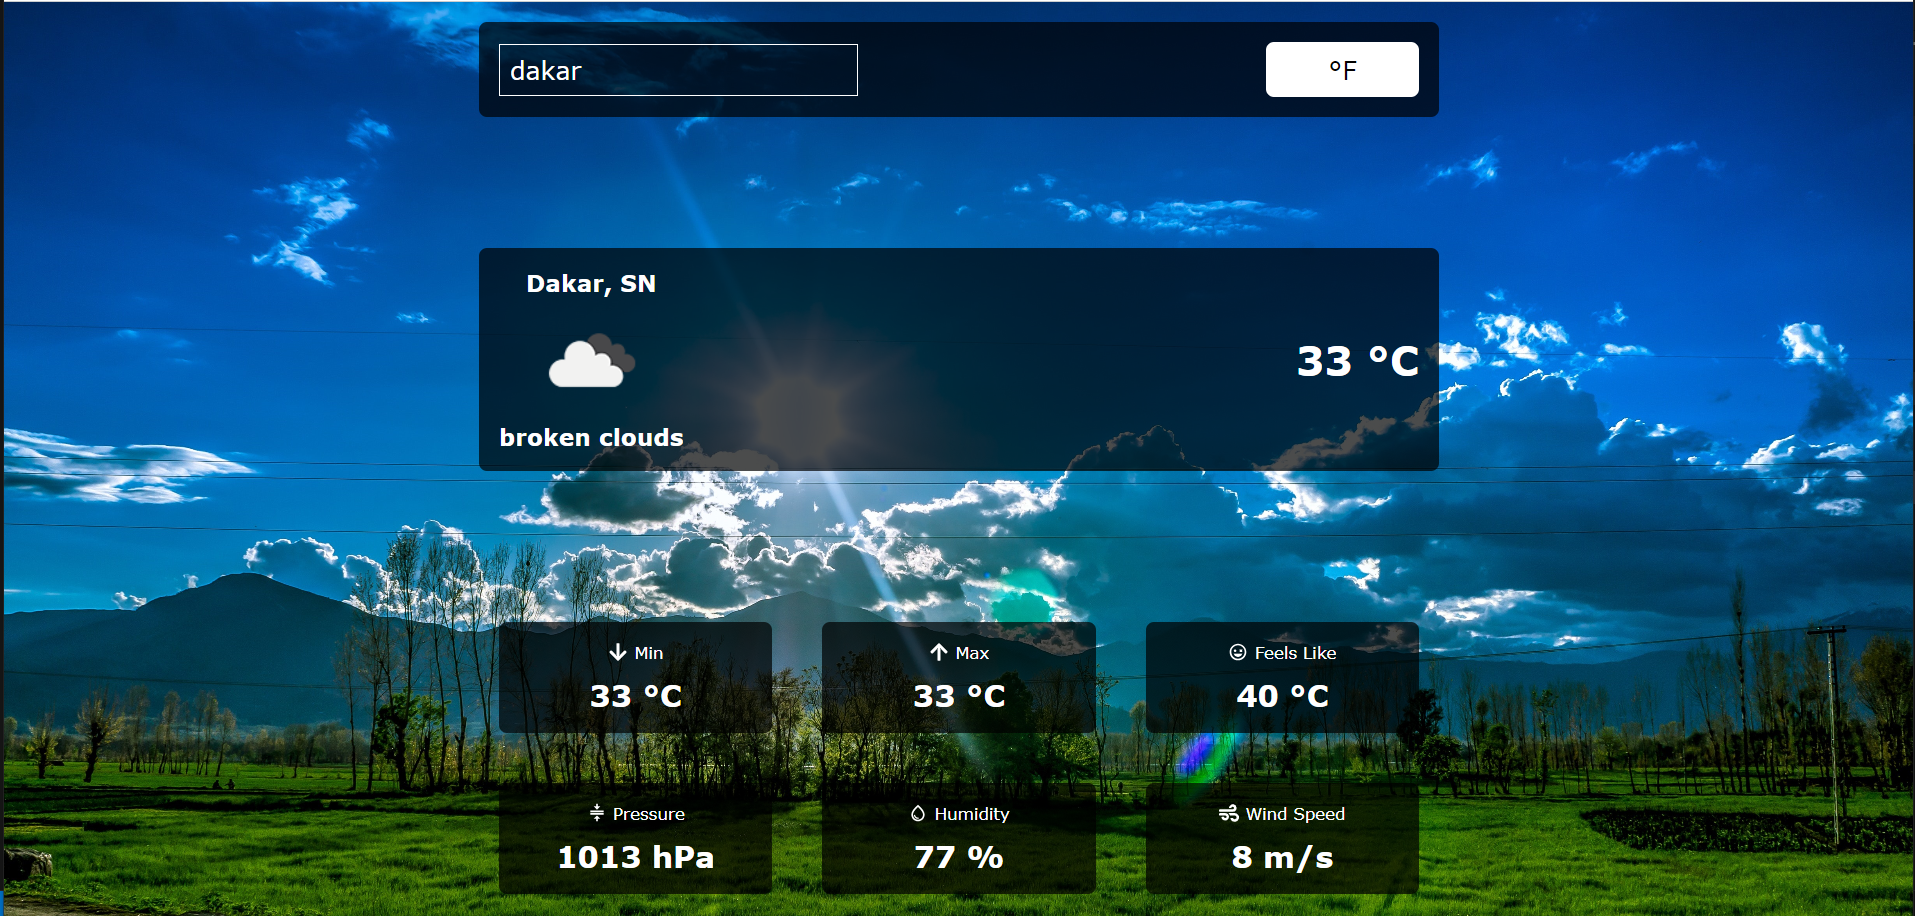 dakar
°F
Dakar, SN
33 °C
broken clouds
Min
33 °C
Max
33 °C
Feels Like
40 °C
Pressure
1013 hPa
Humidity
77 %
Wind Speed
8 m/s